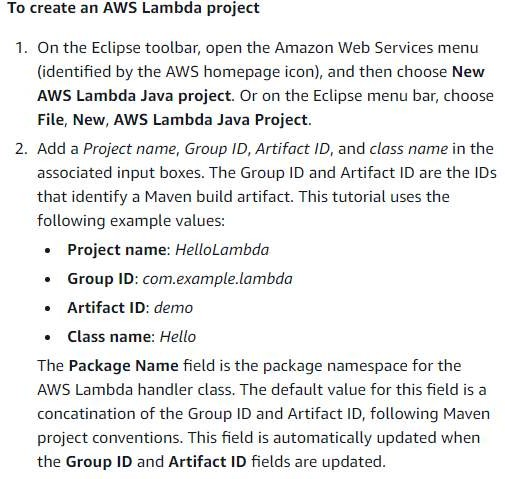 To create an AWS Lambda project
1. On the Eclipse toolbar, open the Amazon Web Services menu
(identified by the AWS homepage icon), and then choose New
AWS Lambda Java project. Or on the Eclipse menu bar, choose
File, New, AWS Lambda Java Project.
2. Add a Project name, Group ID, Artifact ID, and class name in the
associated input boxes. The Group ID and Artifact ID are the IDs
that identify a Maven build artifact. This tutorial uses the
following example values:
• Project name: HelloLambda
• Group ID: com.example.lambda
• Artifact ID: demo
• Class name: Hello
The Package Name field is the package namespace for the
AWS Lambda handler class. The default value for this field is a
concatination of the Group ID and Artifact ID, following Maven
project conventions. This field is automatically updated when
the Group ID and Artifact ID fields are updated.